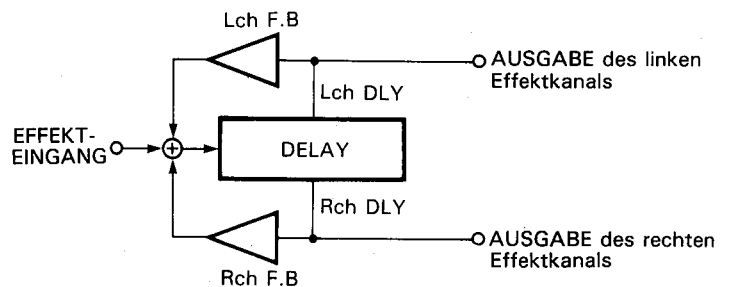 Lch F.B
AUSGABE des linken
Effektkanals
Lch DLY
EFFEKT-
EINGANG
DELAY
Rch DLY
AUSGABE des rechten
Effektkanals
Rch F.B